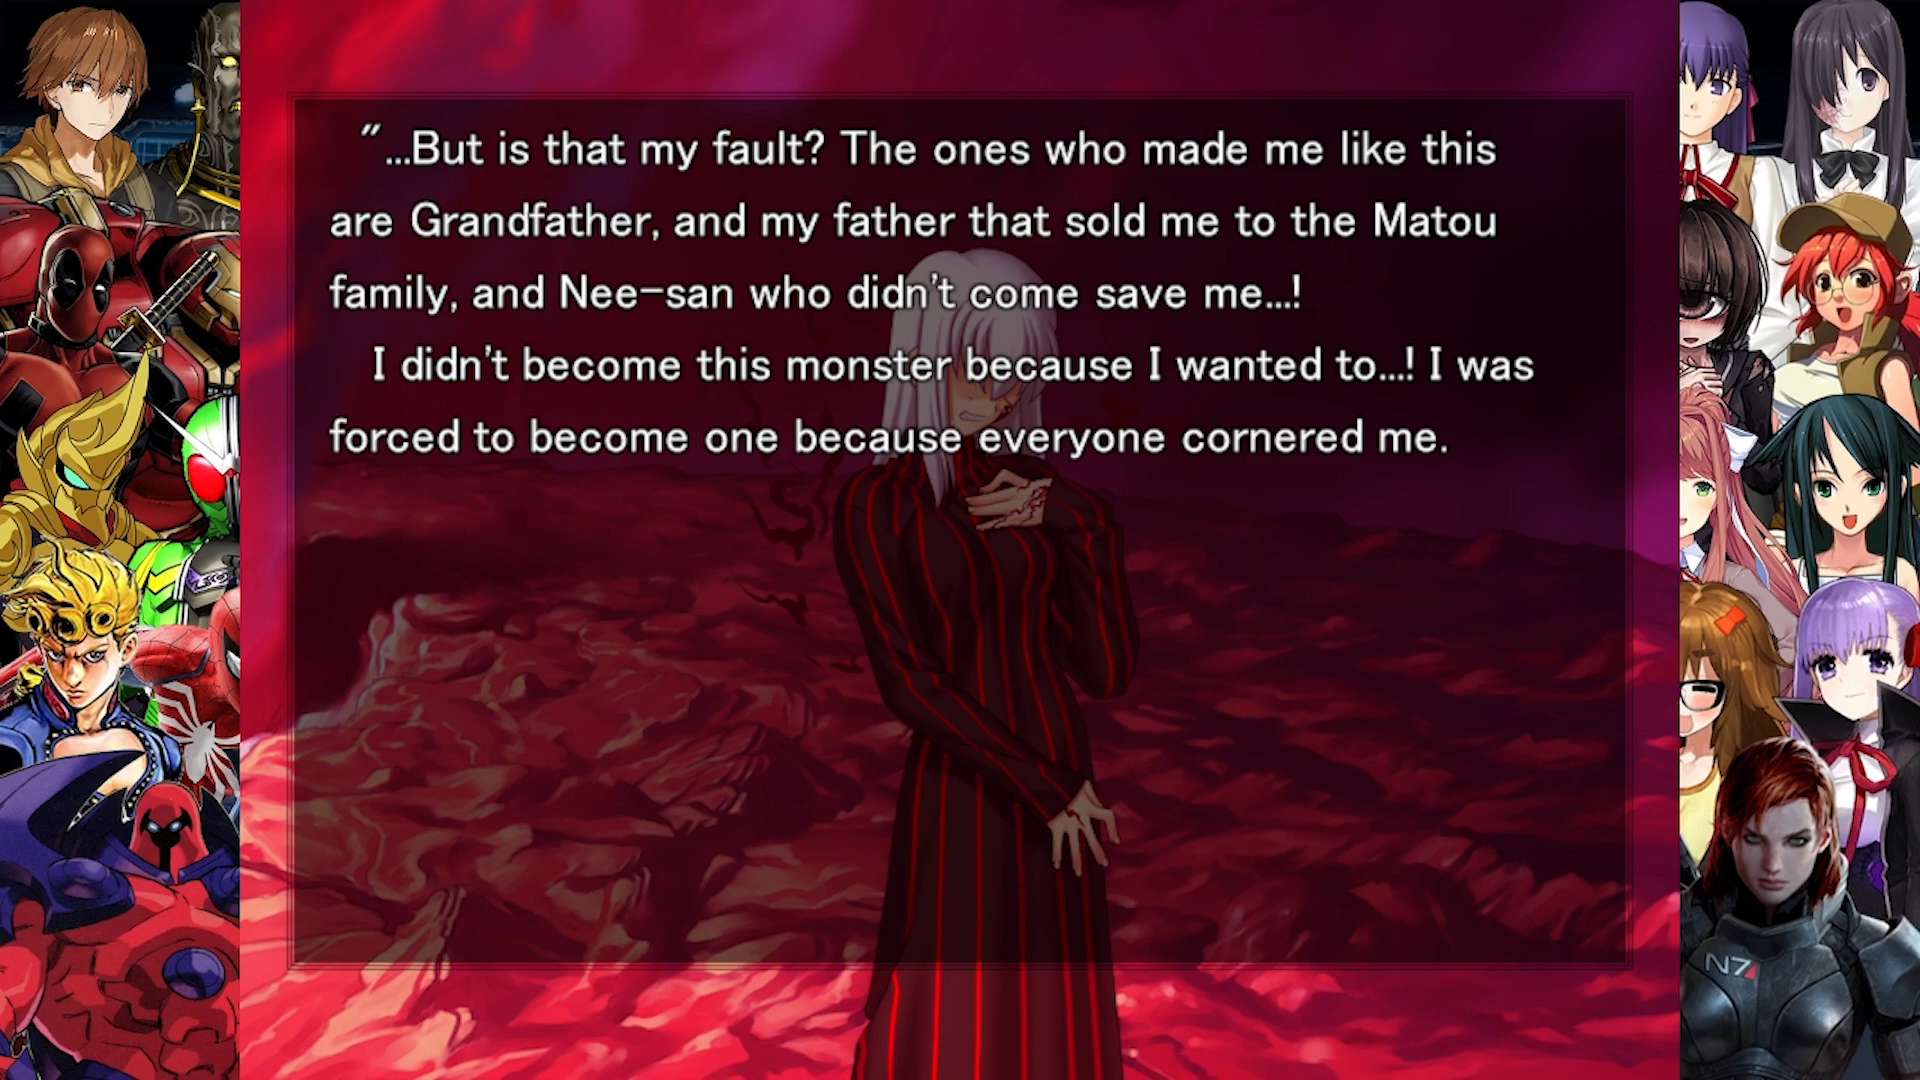 "...But is that my fault? The ones who made me like this
are Grandfather, and my father that sold me to the Matou
family, and Nee-san who didn't come save me...!
I didn't become this monster because I wanted to...! I was
forced to become one because everyone cornered me.
N7